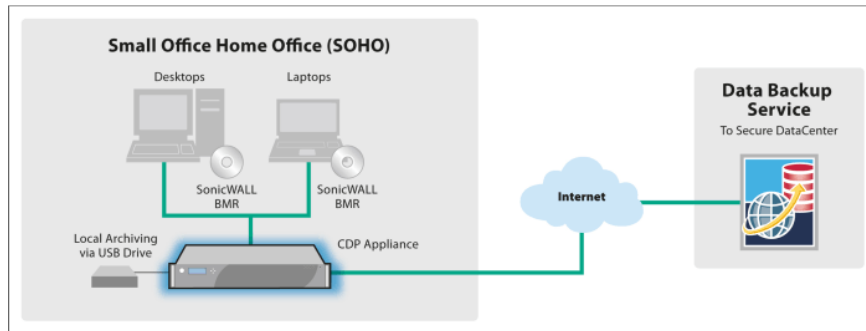 Small Office Home Office (SOHO)
Desktops
Laptops
SonicWALL
BMR
SonicWALL
BMR
Local Archiving
via USB Drive
CDP Appliance
Internet
Data Backup
Service
To Secure DataCenter